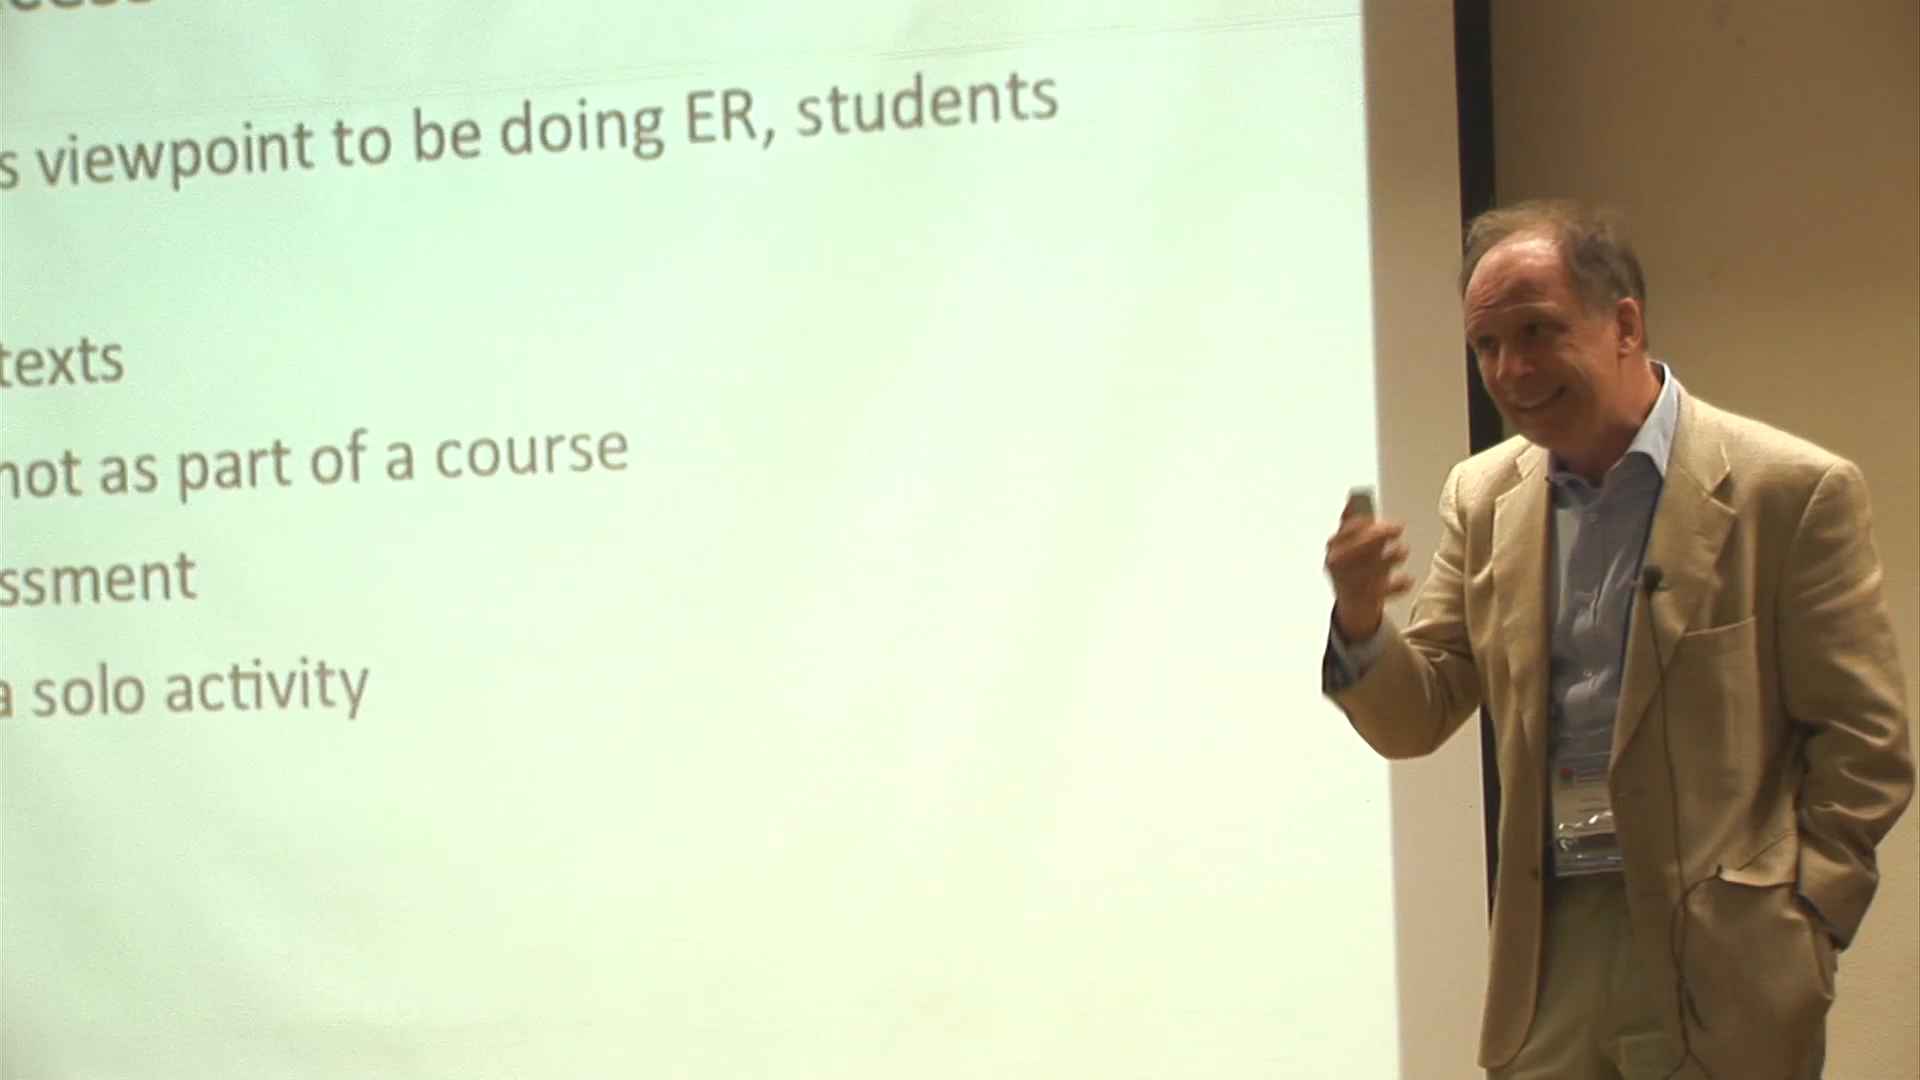 s viewpoint to be doing ER, students
texts
not as part of a course
ssment
a solo activity